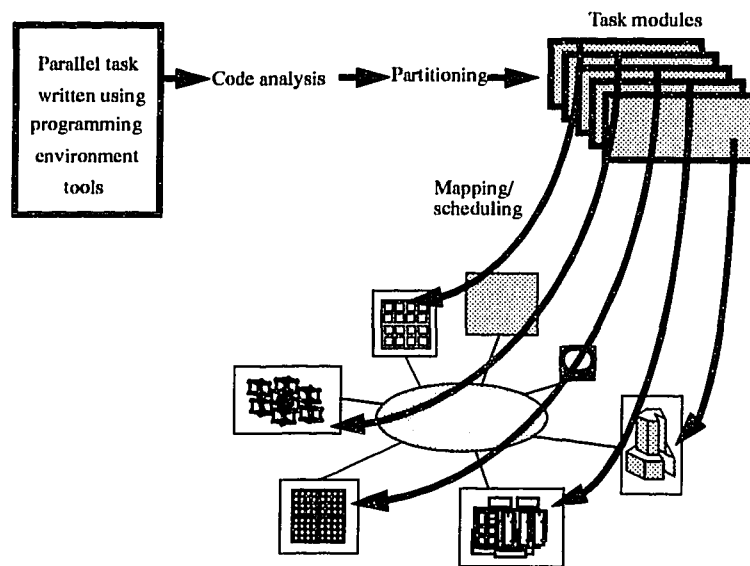 Task modules
Parallel task
written using
programming
environment
tools
Code analysis
Partitioning
Mapping/
scheduling